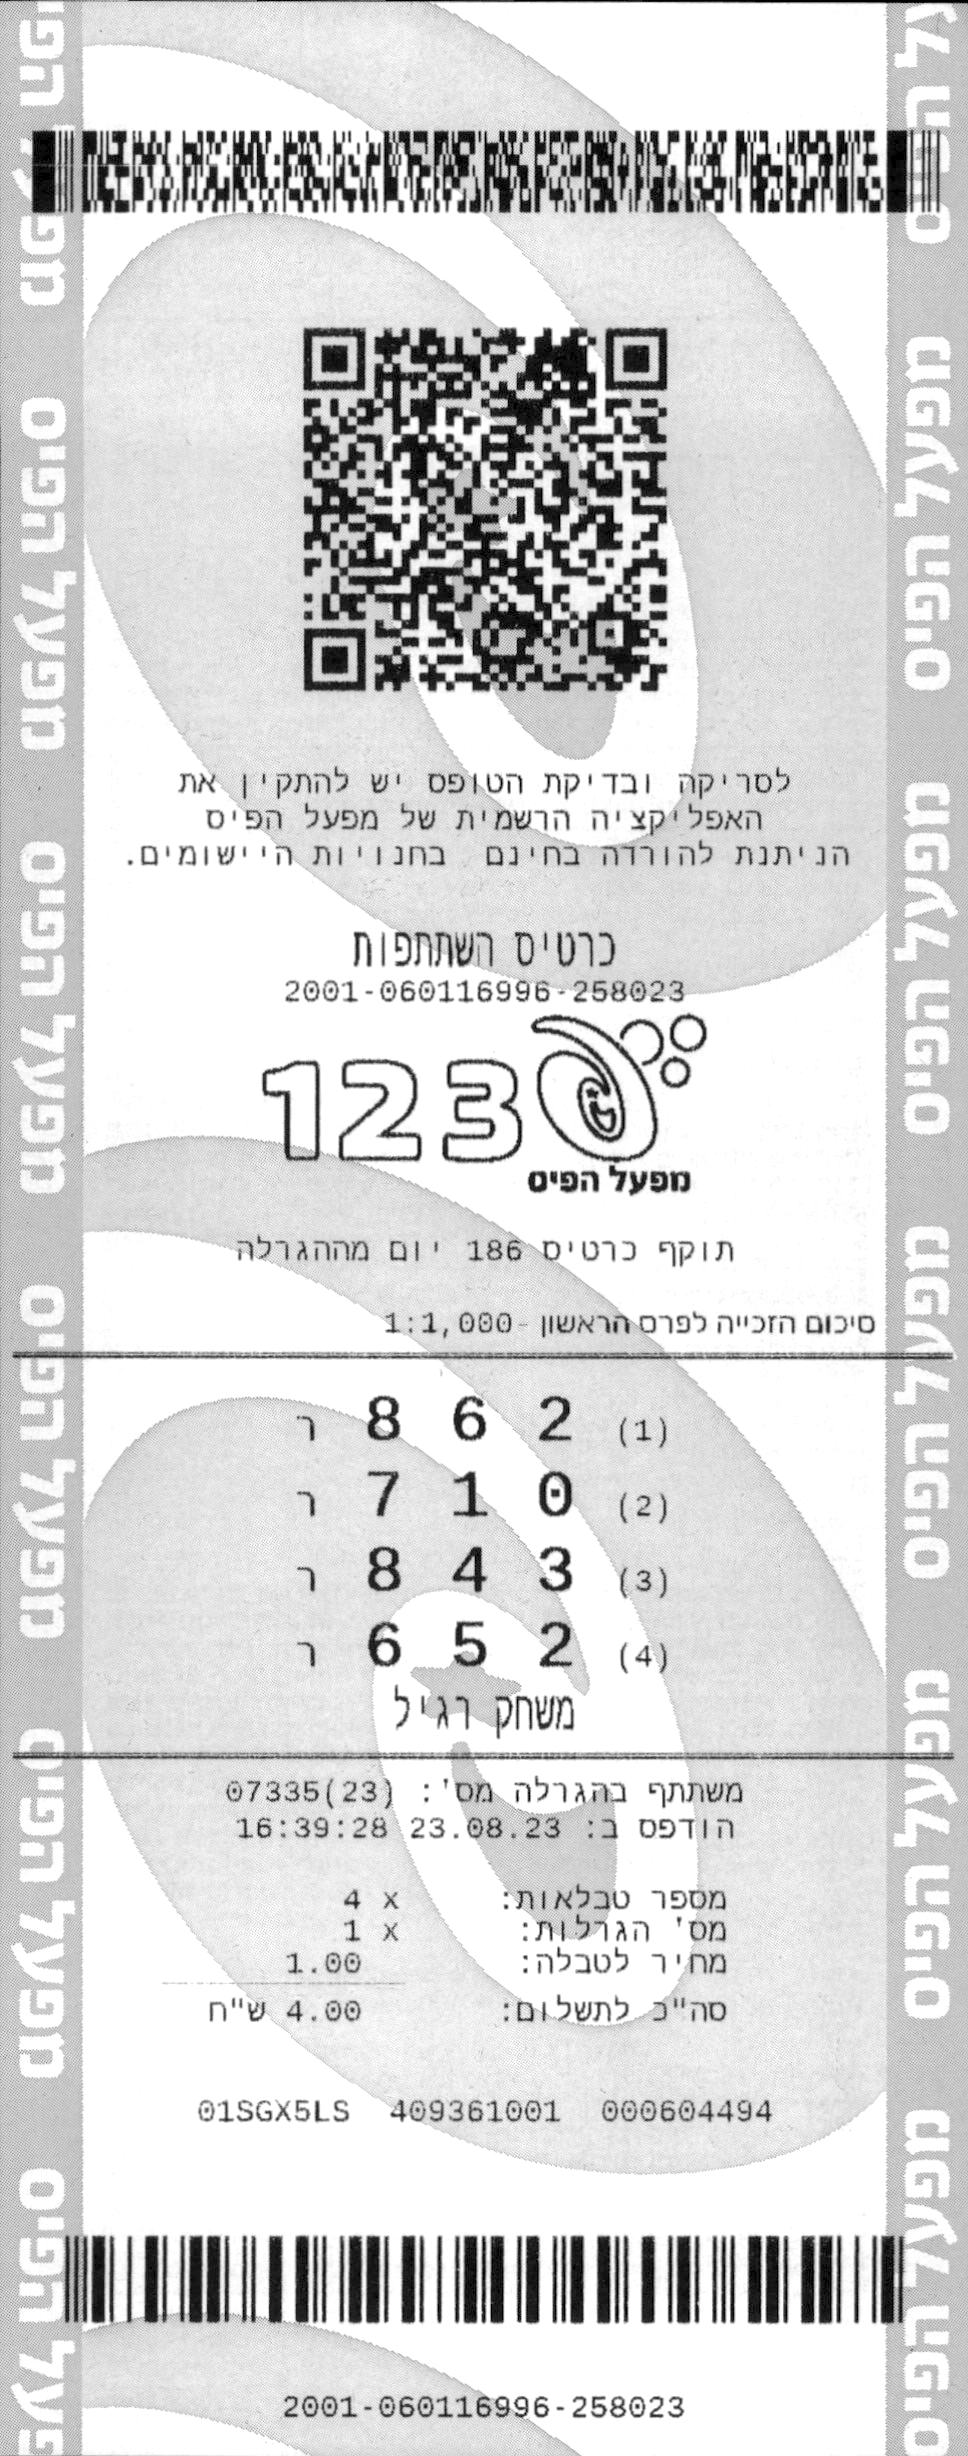 לסריקה ובדיקת הטופס יש להתקין את
האפליקציה הרשמית של מפעל הפיס
הניתנת להורדה בחינם בחנויות היישומים.
כרטיס השתתפות
2001-060116996-258023
123
מפעל הפיס
תוקף כרטיס 186 יום מההגרלה
סיכום הזכייה לפרס הראשון -1:1,000
(1) 8 6 2 ר
(2) 7 1 0 ר
(3) 8 4 3 ר
(4) 6 5 2 ר
משחק רגיל
משתתף בהגרלה מס': 07335(23)
הודפס ב: 23.08.23 16:39:28
מספר טבלאות: 4 x
מס' הגרלות: 1 x
מחיר לטבלה: 1.00
סה"כ לתשלום: 4.00 ש"ח
01SGX5LS 409361001 000604494
2001-060116996-258023
מפעל הפיס
מפעל הפיס
מפעל הפיס
מפעל הפיס
מפעל הפיס
מפעל הפיס
מפעל הפיס
מפעל הפיס